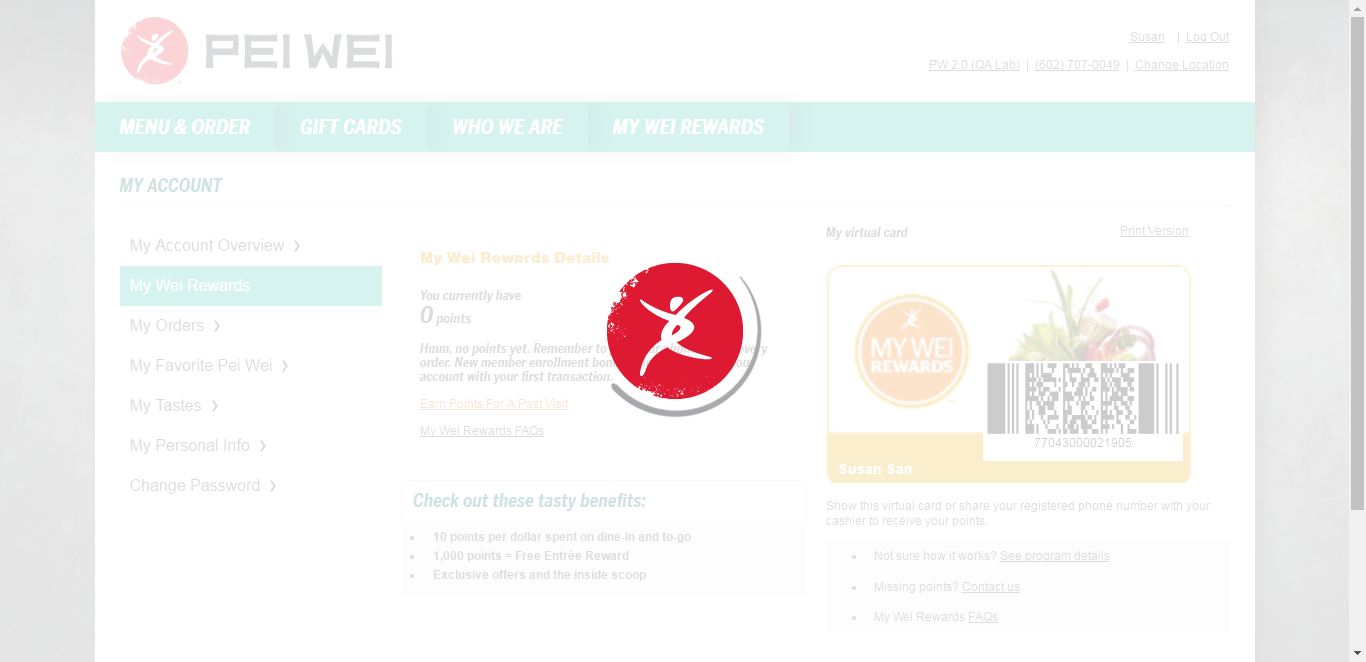 PEI WEI
Susan | Log Out
PW 2.0 (QA Lab) | (602) 707-0049 | Change Location
MENU & ORDER GIFT CARDS WHO WE ARE MY WEI REWARDS
MY ACCOUNT
My Account Overview
My Wei Rewards
My Orders
My Favorite Pei Wei
My Tastes
My Personal Info
Change Password
My Wei Rewards Details
You currently have
0 points
Hmm, no points yet. Remember to every
order. New member enrollment
account with your first transaction.
Earn Points For A Past Visit
My Wei Rewards FAQs
Check out these tasty benefits:
• 10 points per dollar spent on dine-in and to-go
• 1,000 points = Free Entrée Reward
• Exclusive offers and the inside scoop
My virtual card
Print Version
MY WEI
REWARDS
77043000021905
Susan San
Show this virtual card or share your registered phone number with your
cashier to receive your points.
• Not sure how it works? See program details
• Missing points? Contact us
• My Wei Rewards FAQs